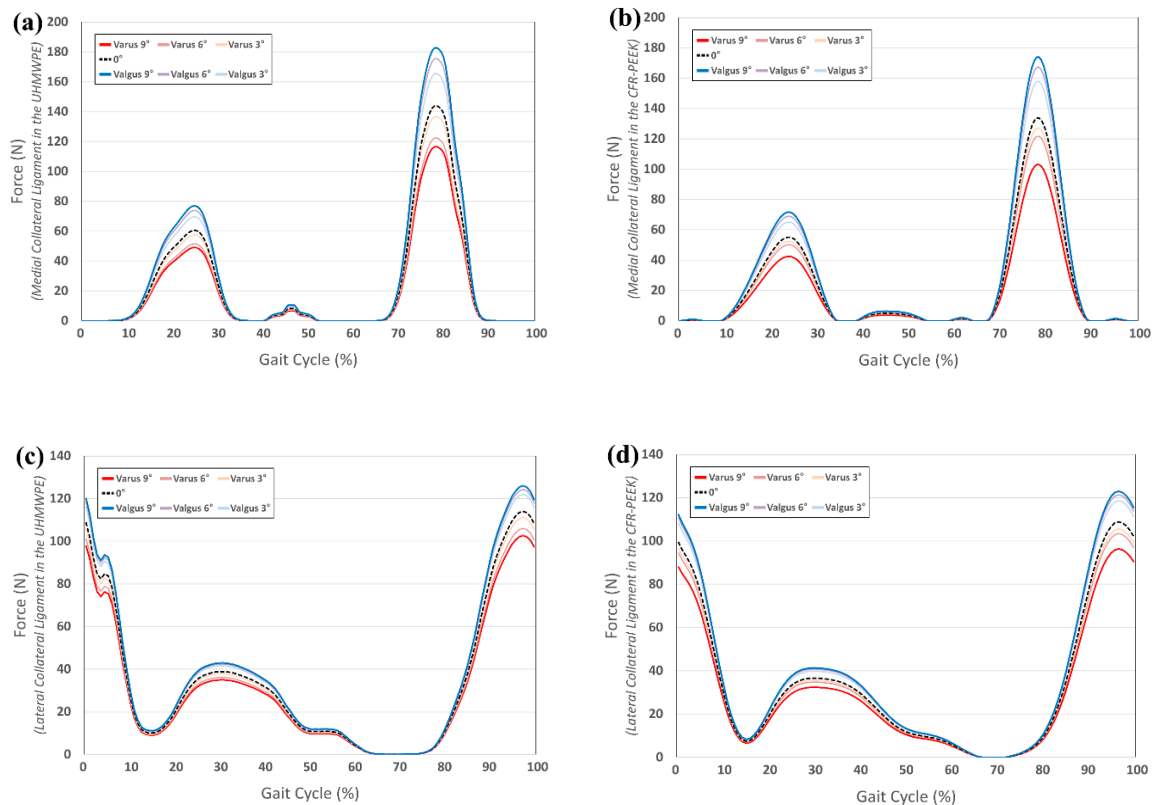 (a)
Force (N)
(Medial Collateral Ligament in the UHMWPE)
200
180
160
140
120
100
80
60
40
20
0
Varus 9° Varus 6° Varus 3°
0°
Valgus 9° Valgus 6° Valgus 3°
0 10 20 30 40 50 60 70 80 90 100
Gait Cycle (%)
(b)
Force (N)
(Medial Collateral Ligament in the CFR-PEEK)
200
180
160
140
120
100
80
60
40
20
0
Varus 9° Varus 6° Varus 3°
0°
Valgus 9° Valgus 6° Valgus 3°
0 10 20 30 40 50 60 70 80 90 100
Gait Cycle (%)
(c)
Force (N)
(Lateral Collateral Ligament in the UHMWPE)
140
120
100
80
60
40
20
0
Varus 9° Varus 6° Varus 3°
0°
Valgus 9° Valgus 6° Valgus 3°
0 10 20 30 40 50 60 70 80 90 100
Gait Cycle (%)
(d)
Force (N)
(Lateral Collateral Ligament in the CFR-PEEK)
140
120
100
80
60
40
20
0
Varus 9° Varus 6° Varus 3°
0°
Valgus 9° Valgus 6° Valgus 3°
0 10 20 30 40 50 60 70 80 90 100
Gait Cycle (%)